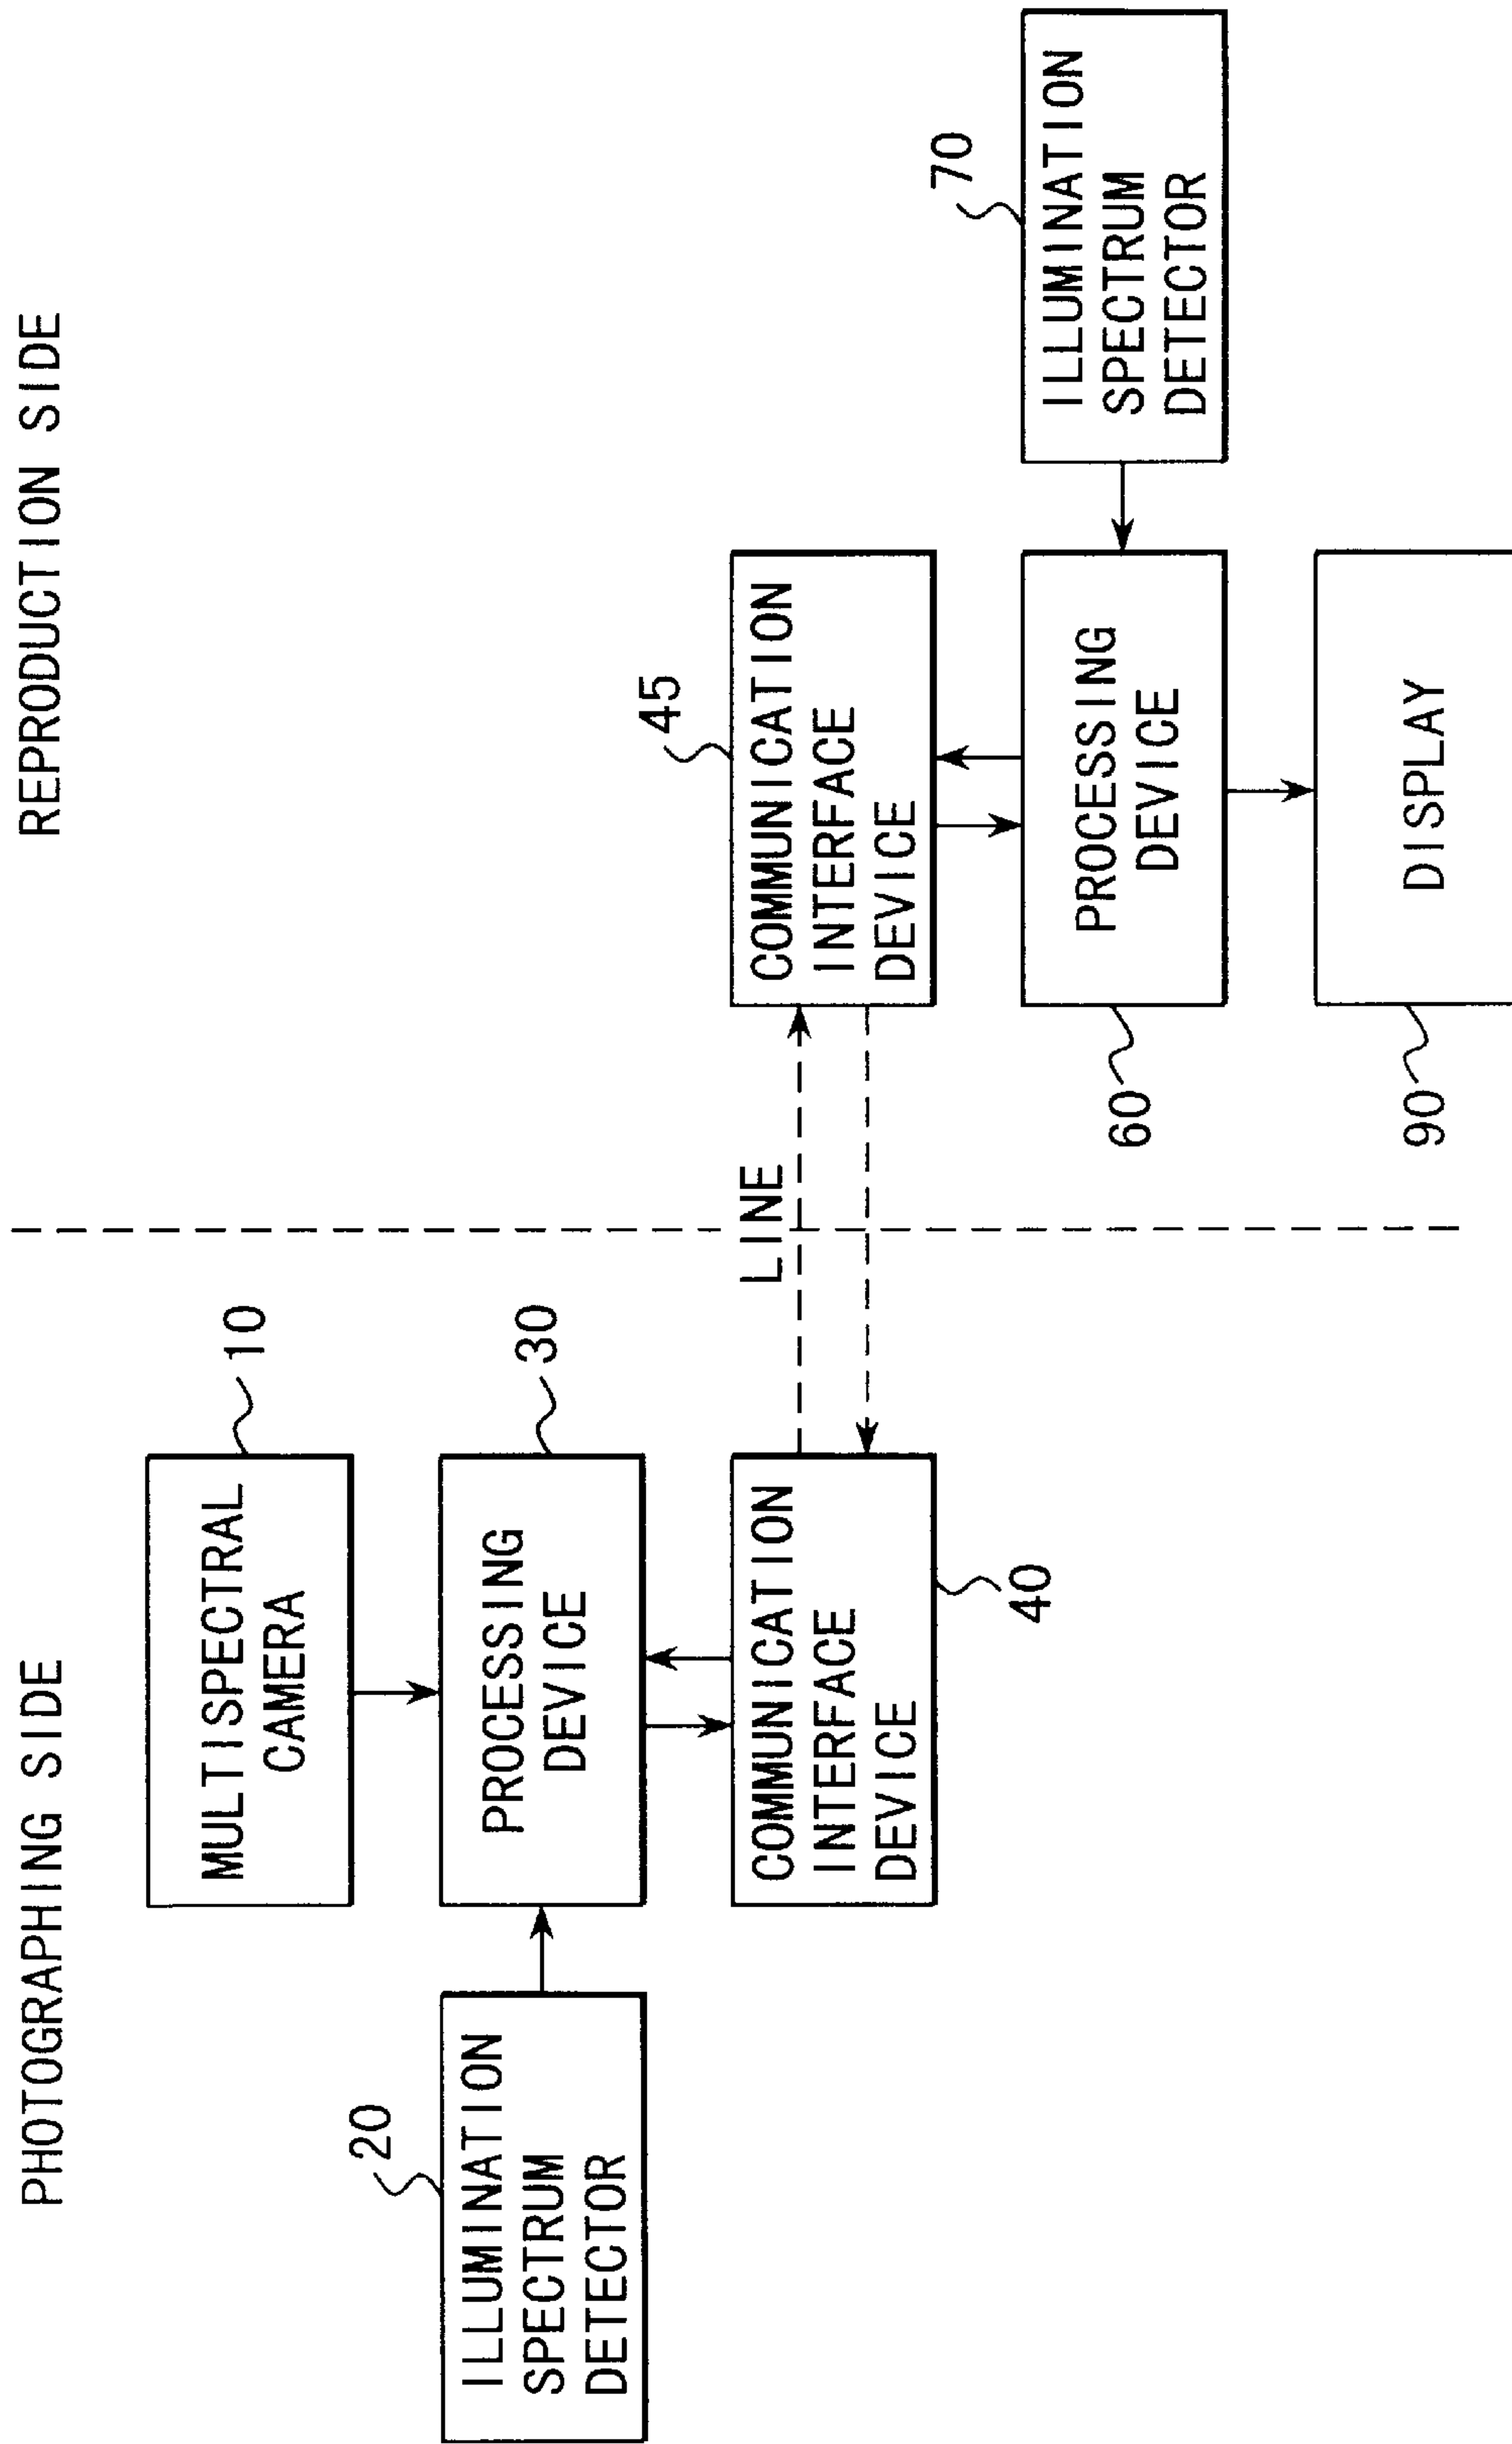 PHOTOGRAPHING SIDE
REPRODUCTION SIDE
10
MULTISPECTRAL
CAMERA
20
ILLUMINATION
SPECTRUM
DETECTOR
30
PROCESSING
DEVICE
COMMUNICATION
INTERFACE
DEVICE
40
LINE
45
COMMUNICATION
INTERFACE
DEVICE
60
PROCESSING
DEVICE
70
ILLUMINATION
SPECTRUM
DETECTOR
90
DISPLAY